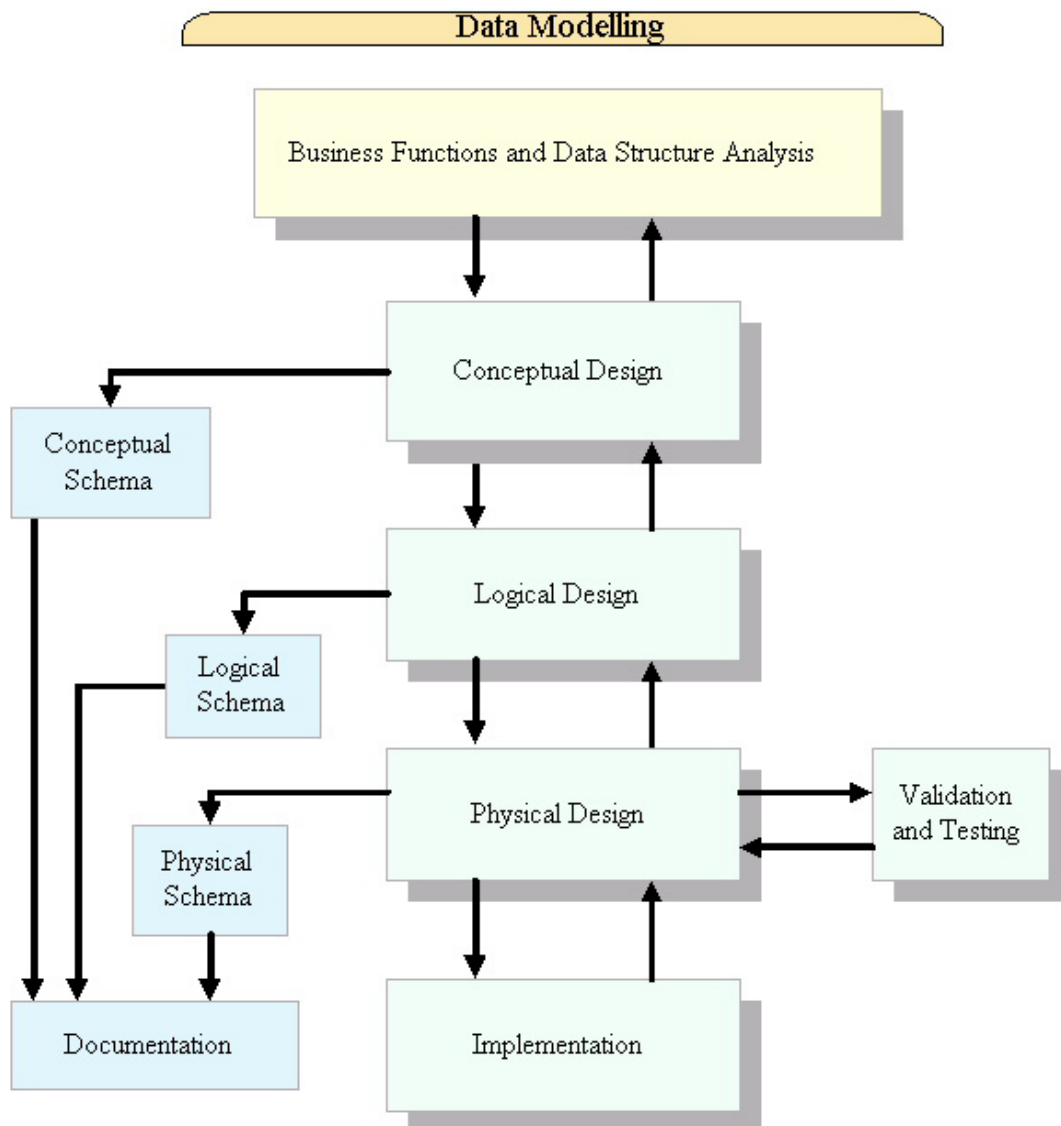 Data Modelling
Business Functions and Data Structure Analysis
Conceptual Design
Conceptual
Schema
Logical Design
Logical
Schema
Physical Design
Validation
and Testing
Physical
Schema
Documentation
Implementation